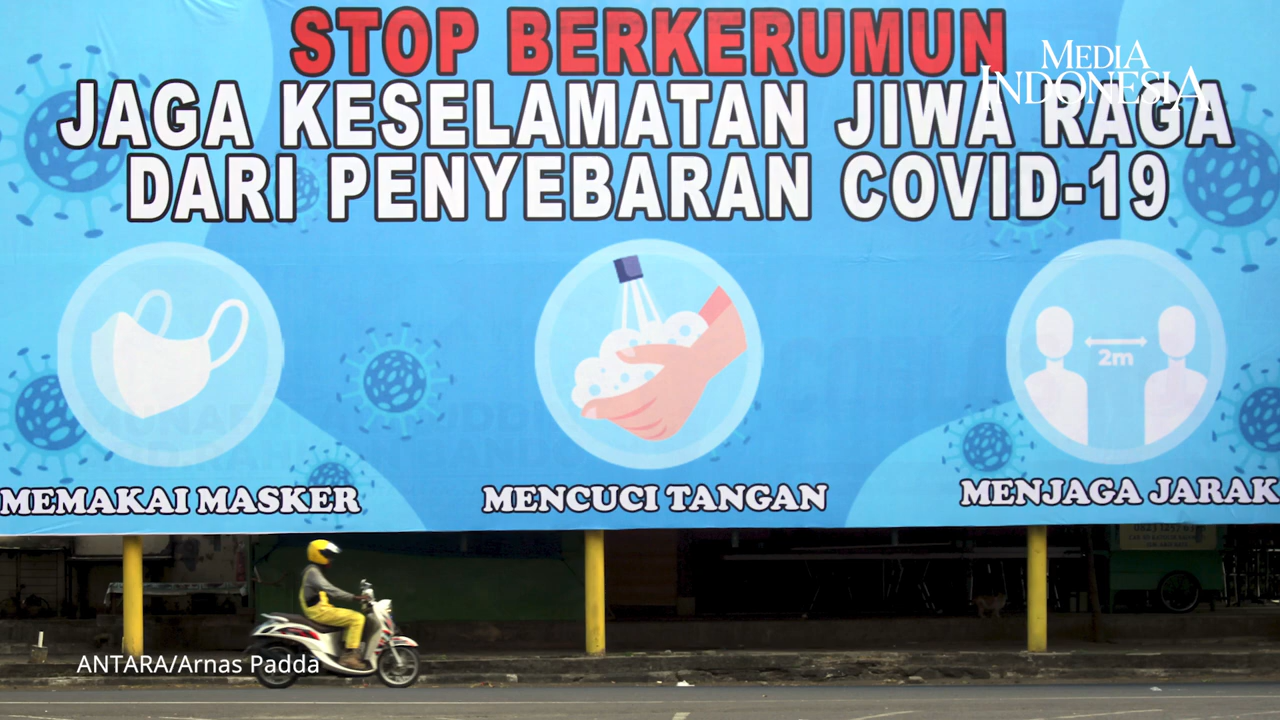 STOP BERKERUMUN
MEDIA
INDONESIA
JAGA KESELAMATAN JIWA RAGA
DARI PENYEBARAN COVID-19
2m
MEMAKAI MASKER
MENCUCI TANGAN
MENJAGA JARAK
ANTARA/Arnas Padda